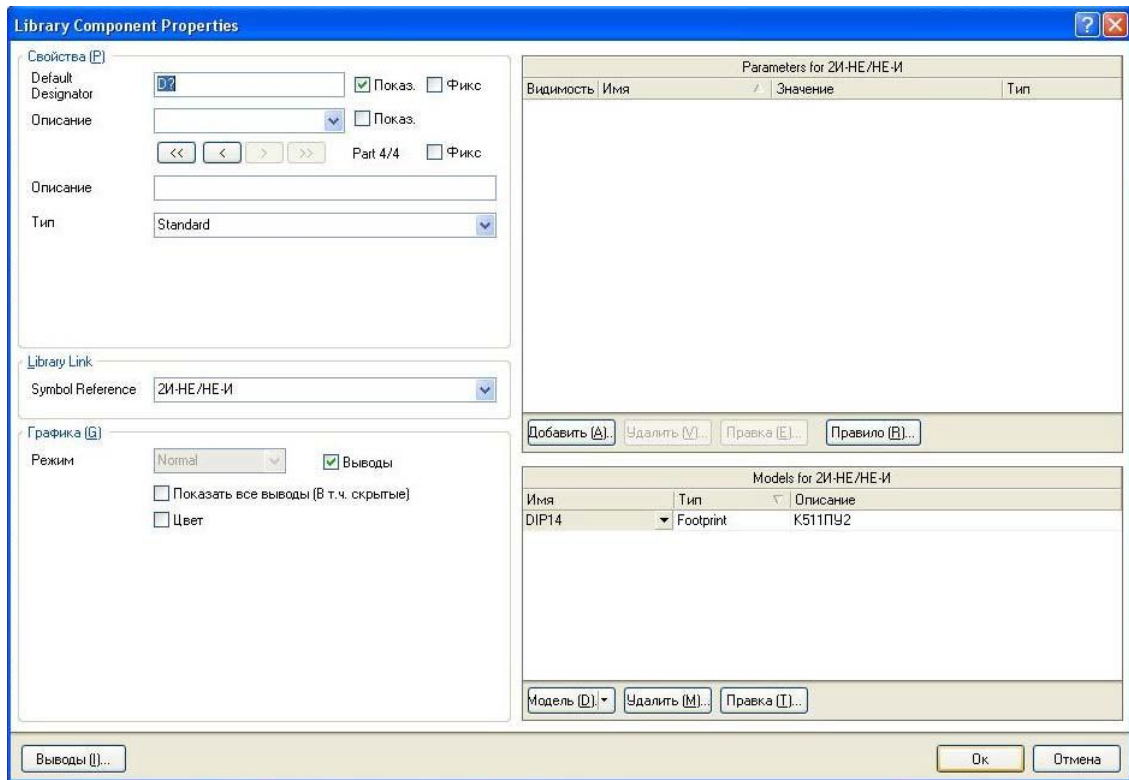 Library Component Properties
Свойства (P)
Default Designator
D?
Показ.
Фикс
Описание
Показ.
<<
<
>
>>
Part 4/4
Фикс
Описание
Тип
Standard
Library Link
Symbol Reference
2И-НЕ/НЕ-И
Графика (G)
Режим
Normal
Выводы
Показать все выводы (В т.ч. скрытые)
Цвет
Parameters for 2И-НЕ/НЕ-И
Видимость Имя Значение Тип
Добавить (A)..
Удалить (V)...
Правка (E)...
Правило (R)...
Models for 2И-НЕ/НЕ-И
Имя Тип Описание
DIP14 Footprint К511ПУ2
Модель (D).
Удалить (M)...
Правка (T)...
Выводы (I)...
Ок
Отмена